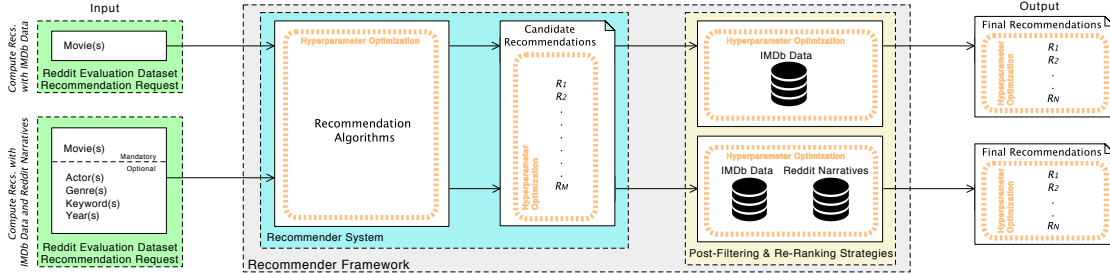 Input
Output
Compute Recs.
with IMDb Data
Movie(s)
Reddit Evaluation Dataset
Recommendation Request
Compute Recs. with
IMDb Data and Reddit Narratives
Movie(s)
Mandatory
Optional
Actor(s)
Genre(s)
Keyword(s)
Year(s)
Reddit Evaluation Dataset
Recommendation Request
Hyperparameter Optimization
Recommendation
Algorithms
Candidate
Recommendations
R1
R2
.
.
.
.
.
.
RM
Hyperparameter
Optimization
Recommender System
Recommender Framework
Hyperparameter Optimization
IMDb Data
Hyperparameter Optimization
IMDb Data
Reddit Narratives
Post-Filtering & Re-Ranking Strategies
Final Recommendations
Hyperparameter
Optimization
R1
R2
.
.
RN
Final Recommendations
Hyperparameter
Optimization
R1
R2
.
.
RN